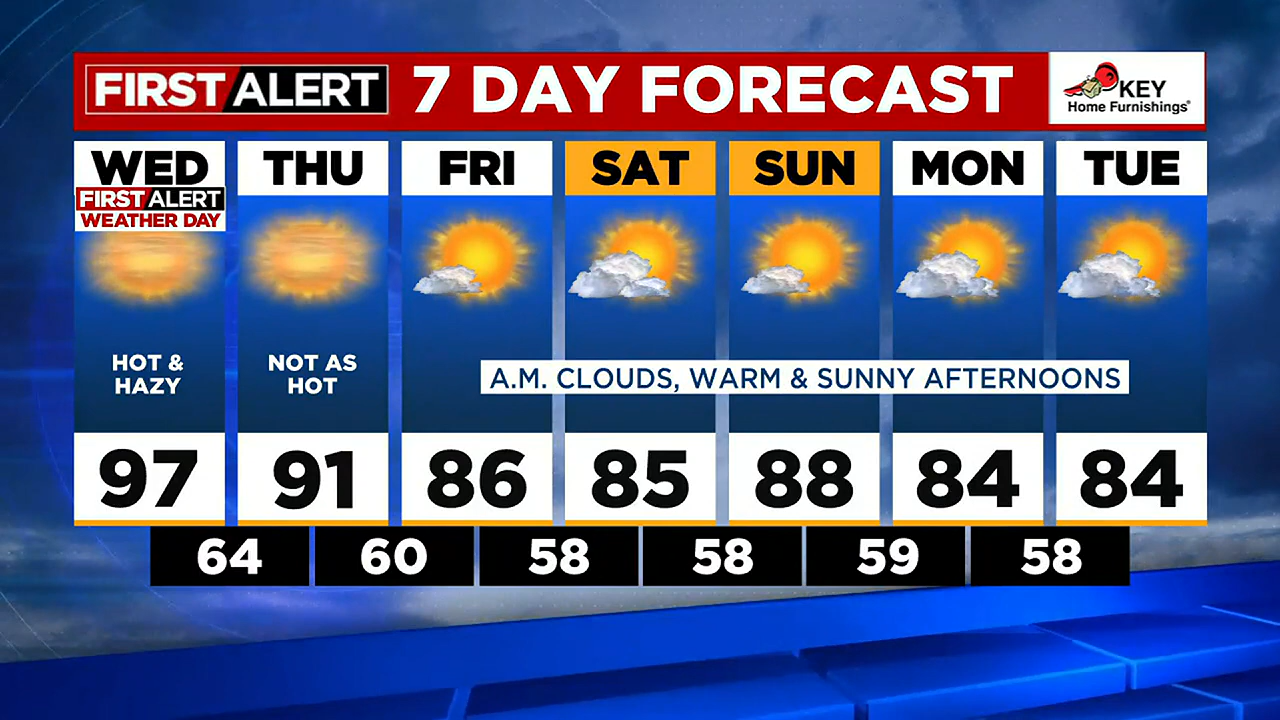 FIRST ALERT 7 DAY FORECAST
KEY
Home Furnishings®
WED THU FRI SAT SUN MON TUE
FIRST ALERT
WEATHER DAY
HOT &
HAZY
NOT AS
HOT
A.M. CLOUDS, WARM & SUNNY AFTERNOONS
97 91 86 85 88 84 84
64 60 58 58 59 58